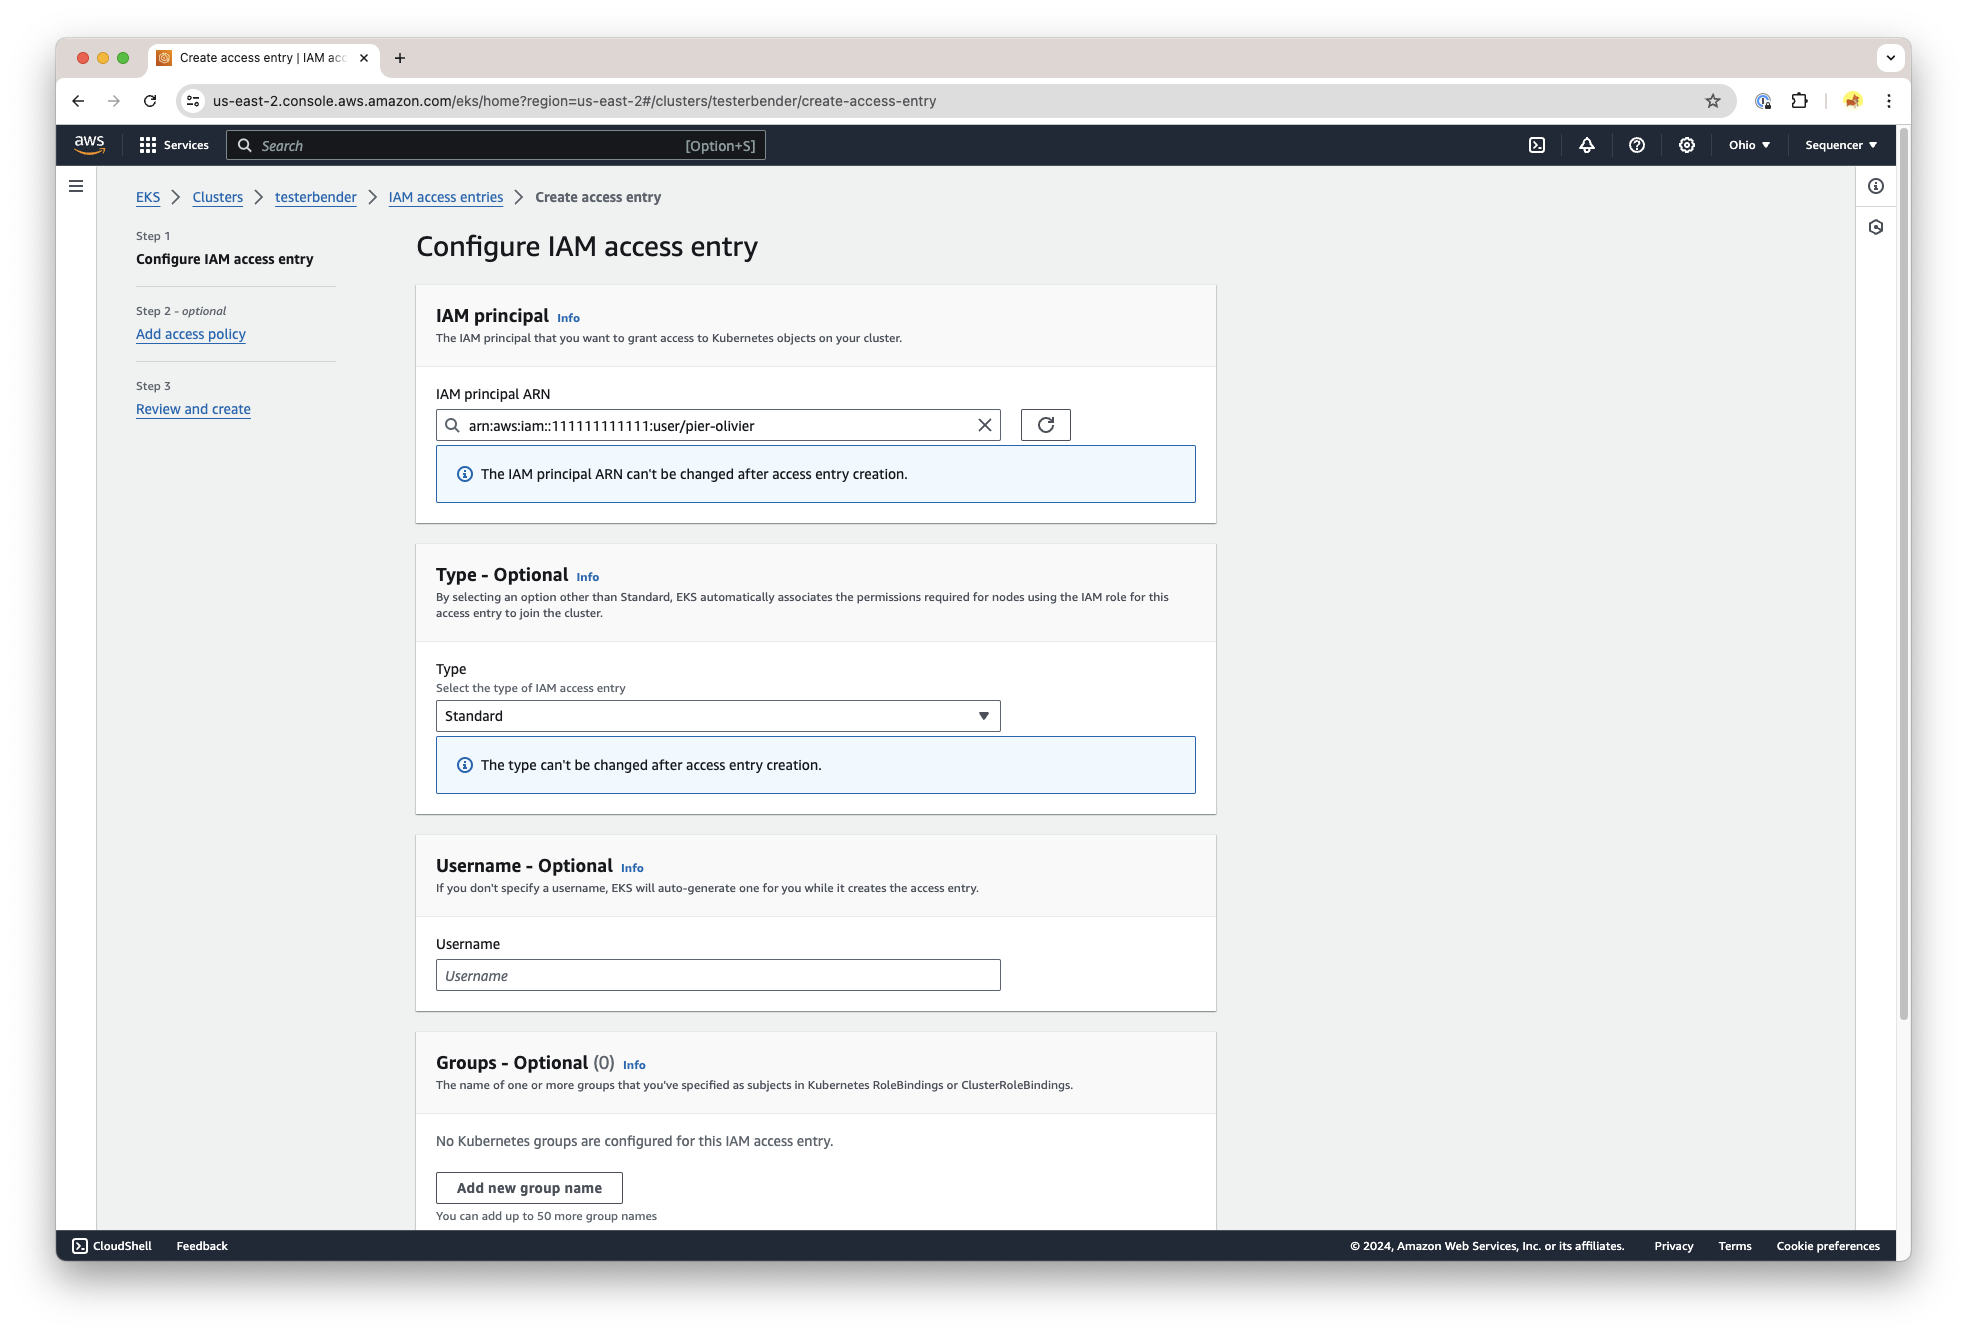 Create access entry | IAM acc
us-east-2.console.aws.amazon.com/eks/home?region=us-east-2#/clusters/testerbender/create-access-entry
aws
Services
Search
[Option+S]
Ohio
Sequencer
EKS
Clusters
testerbender
IAM access entries
Create access entry
Step 1
Configure IAM access entry
Step 2 - optional
Add access policy
Step 3
Review and create
Configure IAM access entry
IAM principal Info
The IAM principal that you want to grant access to Kubernetes objects on your cluster.
IAM principal ARN
arn:aws:iam::111111111111:user/pier-olivier
The IAM principal ARN can't be changed after access entry creation.
Type - Optional Info
By selecting an option other than Standard, EKS automatically associates the permissions required for nodes using the IAM role for this
access entry to join the cluster.
Type
Select the type of IAM access entry
Standard
The type can't be changed after access entry creation.
Username - Optional Info
If you don't specify a username, EKS will auto-generate one for you while it creates the access entry.
Username
Username
Groups - Optional (0) Info
The name of one or more groups that you've specified as subjects in Kubernetes RoleBindings or ClusterRoleBindings.
No Kubernetes groups are configured for this IAM access entry.
Add new group name
You can add up to 50 more group names
CloudShell
Feedback
© 2024, Amazon Web Services, Inc. or its affiliates.
Privacy
Terms
Cookie preferences